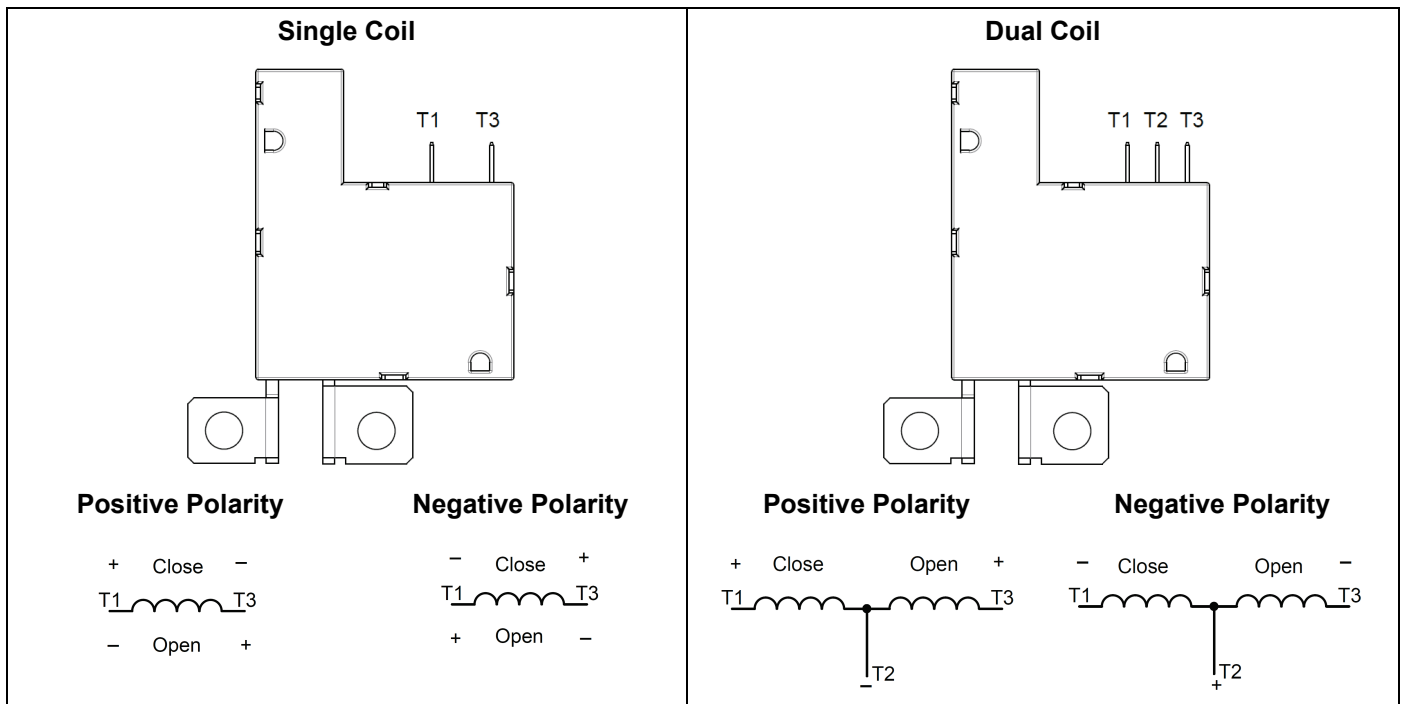 Single Coil
T1 T3
Positive Polarity
+ Close –
T1 T3
– Open +
Negative Polarity
– Close +
T1 T3
+ Open –
Dual Coil
T1 T2 T3
Positive Polarity
+ Close Open +
T1 T3
– T2
Negative Polarity
– Close Open –
T1 T3
+ T2